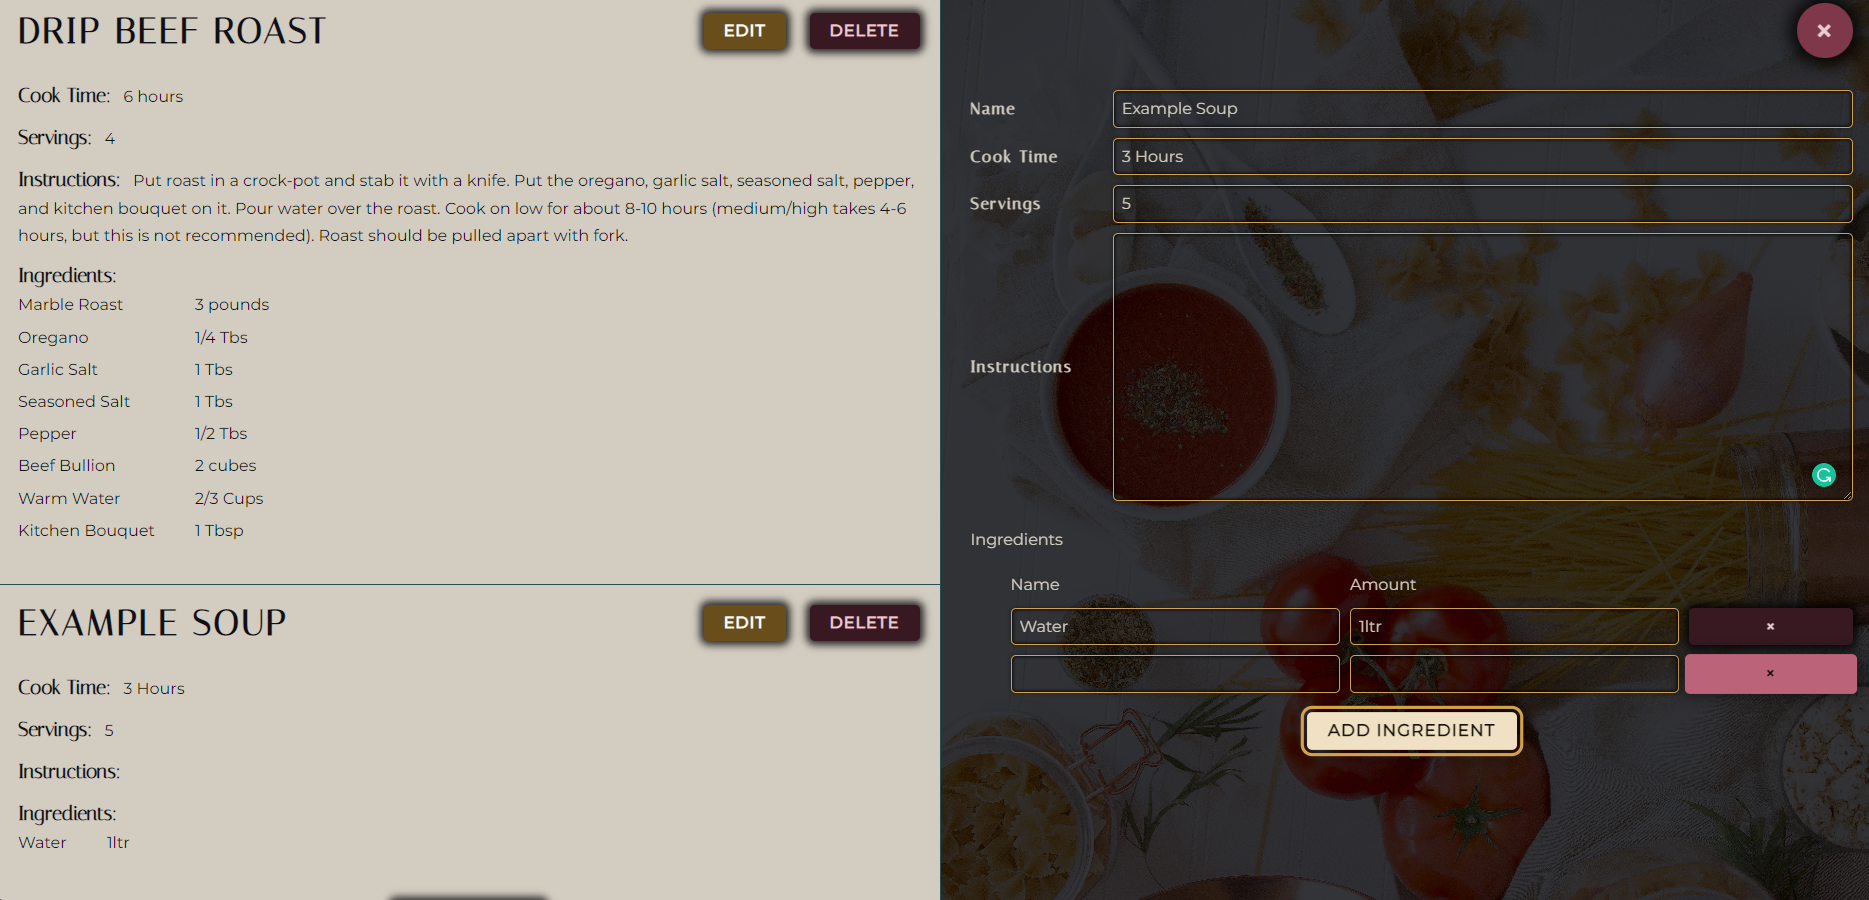 DRIP BEEF ROAST
EDIT
DELETE
Cook Time: 6 hours
Servings: 4
Instructions: Put roast in a crock-pot and stab it with a knife. Put the oregano, garlic salt, seasoned salt, pepper,
and kitchen bouquet on it. Pour water over the roast. Cook on low for about 8-10 hours (medium/high takes 4-6
hours, but this is not recommended). Roast should be pulled apart with fork.
Ingredients:
Marble Roast 3 pounds
Oregano 1/4 Tbs
Garlic Salt 1 Tbs
Seasoned Salt 1 Tbs
Pepper 1/2 Tbs
Beef Bullion 2 cubes
Warm Water 2/3 Cups
Kitchen Bouquet 1 Tbsp
EXAMPLE SOUP
EDIT
DELETE
Cook Time: 3 Hours
Servings: 5
Instructions:
Ingredients:
Water 1ltr
×
Name Example Soup
Cook Time 3 Hours
Servings 5
Instructions
Ingredients
Name Amount
Water 1ltr ×
×
ADD INGREDIENT